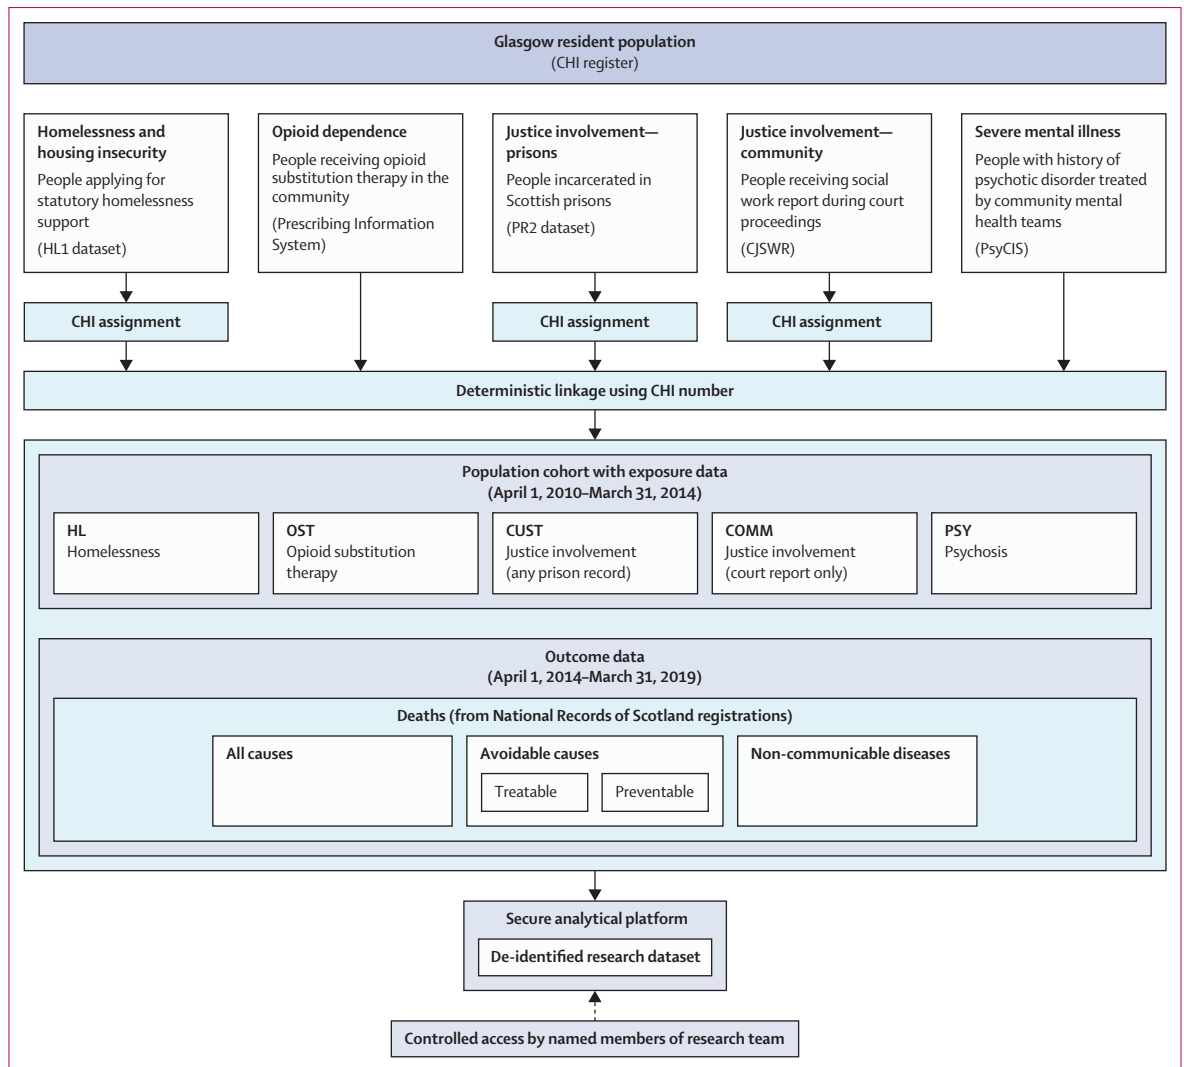 Glasgow resident population
(CHI register)
Homelessness and
housing insecurity
People applying for
statutory homelessness
support
(HL1 dataset)
Opioid dependence
People receiving opioid
substitution therapy in the
community
(Prescribing Information
System)
Justice involvement—
prisons
People incarcerated in
Scottish prisons
(PR2 dataset)
Justice involvement—
community
People receiving social
work report during court
proceedings
(CJSWR)
Severe mental illness
People with history of
psychotic disorder treated
by community mental
health teams
(PsyCIS)
CHI assignment
CHI assignment
CHI assignment
Deterministic linkage using CHI number
Population cohort with exposure data
(April 1, 2010–March 31, 2014)
HL
Homelessness
OST
Opioid substitution
therapy
CUST
Justice involvement
(any prison record)
COMM
Justice involvement
(court report only)
PSY
Psychosis
Outcome data
(April 1, 2014–March 31, 2019)
Deaths (from National Records of Scotland registrations)
All causes
Avoidable causes
Treatable
Preventable
Non-communicable diseases
Secure analytical platform
De-identified research dataset
Controlled access by named members of research team